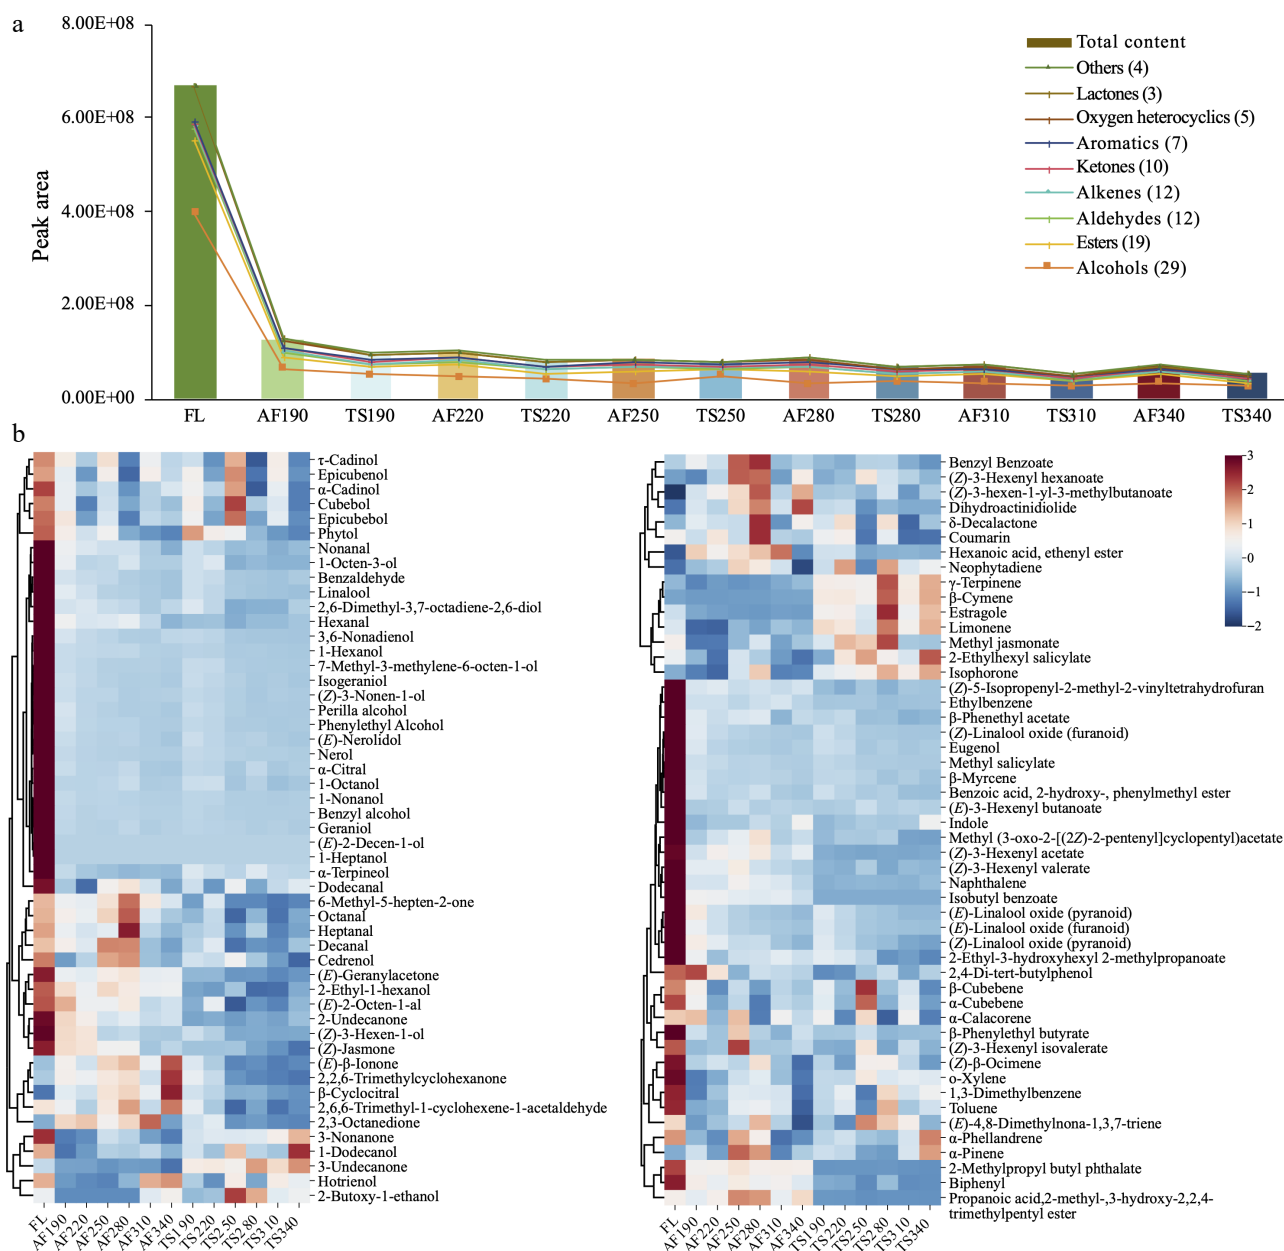 a
8.00E+08
6.00E+08
4.00E+08
2.00E+08
0.00E+00
Peak area
Total content
Others (4)
Lactones (3)
Oxygen heterocyclics (5)
Aromatics (7)
Ketones (10)
Alkenes (12)
Aldehydes (12)
Esters (19)
Alcohols (29)
FL AF190 TS190 AF220 TS220 AF250 TS250 AF280 TS280 AF310 TS310 AF340 TS340
b
τ-Cadinol
Epicubenol
α-Cadinol
Cubebol
Epicubebol
Phytol
Nonanal
1-Octen-3-ol
Benzaldehyde
Linalool
2,6-Dimethyl-3,7-octadiene-2,6-diol
Hexanal
3,6-Nonadienol
1-Hexanol
7-Methyl-3-methylene-6-octen-1-ol
Isogeraniol
(Z)-3-Nonen-1-ol
Perilla alcohol
Phenylethyl Alcohol
(E)-Nerolidol
Nerol
α-Citral
1-Octanol
1-Nonanol
Benzyl alcohol
Geraniol
(E)-2-Decen-1-ol
1-Heptanol
α-Terpineol
Dodecanal
6-Methyl-5-hepten-2-one
Octanal
Heptanal
Decanal
Cedrenol
(E)-Geranylacetone
2-Ethyl-1-hexanol
(E)-2-Octen-1-al
2-Undecanone
(Z)-3-Hexen-1-ol
(Z)-Jasmone
(E)-β-Ionone
2,2,6-Trimethylcyclohexanone
β-Cyclocitral
2,6,6-Trimethyl-1-cyclohexene-1-acetaldehyde
2,3-Octanedione
3-Nonanone
1-Dodecanol
3-Undecanone
Hotrienol
2-Butoxy-1-ethanol
FL AF190 AF220 AF250 AF280 AF310 AF340 TS190 TS220 TS250 TS280 TS310 TS340
Benzyl Benzoate
(Z)-3-Hexenyl hexanoate
(Z)-3-hexen-1-yl-3-methylbutanoate
Dihydroactinidiolide
δ-Decalactone
Coumarin
Hexanoic acid, ethenyl ester
Neophytadiene
γ-Terpinene
β-Cymene
Estragole
Limonene
Methyl jasmonate
2-Ethylhexyl salicylate
Isophorone
(Z)-5-Isopropenyl-2-methyl-2-vinyltetrahydrofuran
Ethylbenzene
β-Phenethyl acetate
(Z)-Linalool oxide (furanoid)
Eugenol
Methyl salicylate
β-Myrcene
Benzoic acid, 2-hydroxy-, phenylmethyl ester
(E)-3-Hexenyl butanoate
Indole
Methyl (3-oxo-2-[(2Z)-2-pentenyl]cyclopentyl)acetate
(Z)-3-Hexenyl acetate
(Z)-3-Hexenyl valerate
Naphthalene
Isobutyl benzoate
(E)-Linalool oxide (pyranoid)
(E)-Linalool oxide (furanoid)
(Z)-Linalool oxide (pyranoid)
2-Ethyl-3-hydroxyhexyl 2-methylpropanoate
2,4-Di-tert-butylphenol
β-Cubebene
α-Cubebene
α-Calacorene
β-Phenylethyl butyrate
(Z)-3-Hexenyl isovalerate
(Z)-β-Ocimene
o-Xylene
1,3-Dimethylbenzene
Toluene
(E)-4,8-Dimethylnona-1,3,7-triene
α-Phellandrene
α-Pinene
2-Methylpropyl butyl phthalate
Biphenyl
Propanoic acid,2-methyl-,3-hydroxy-2,2,4-
trimethylpentyl ester
FL AF190 AF220 AF250 AF280 AF310 AF340 TS190 TS220 TS250 TS280 TS310 TS340
3
2
1
0
−1
−2